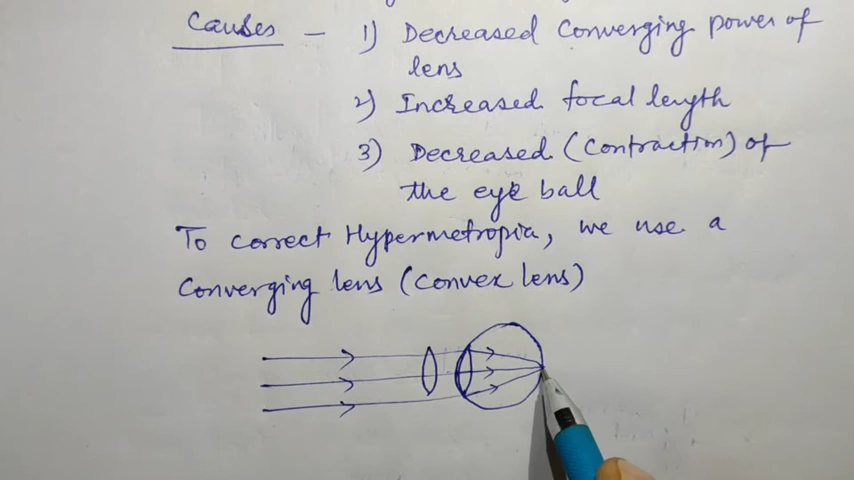 Causes - 1) Decreased Converging power of
lens
2) Increased focal length
3) Decreased (Contraction) of
the eye ball
To correct Hypermetropia, we use a
Converging lens (Convex lens)